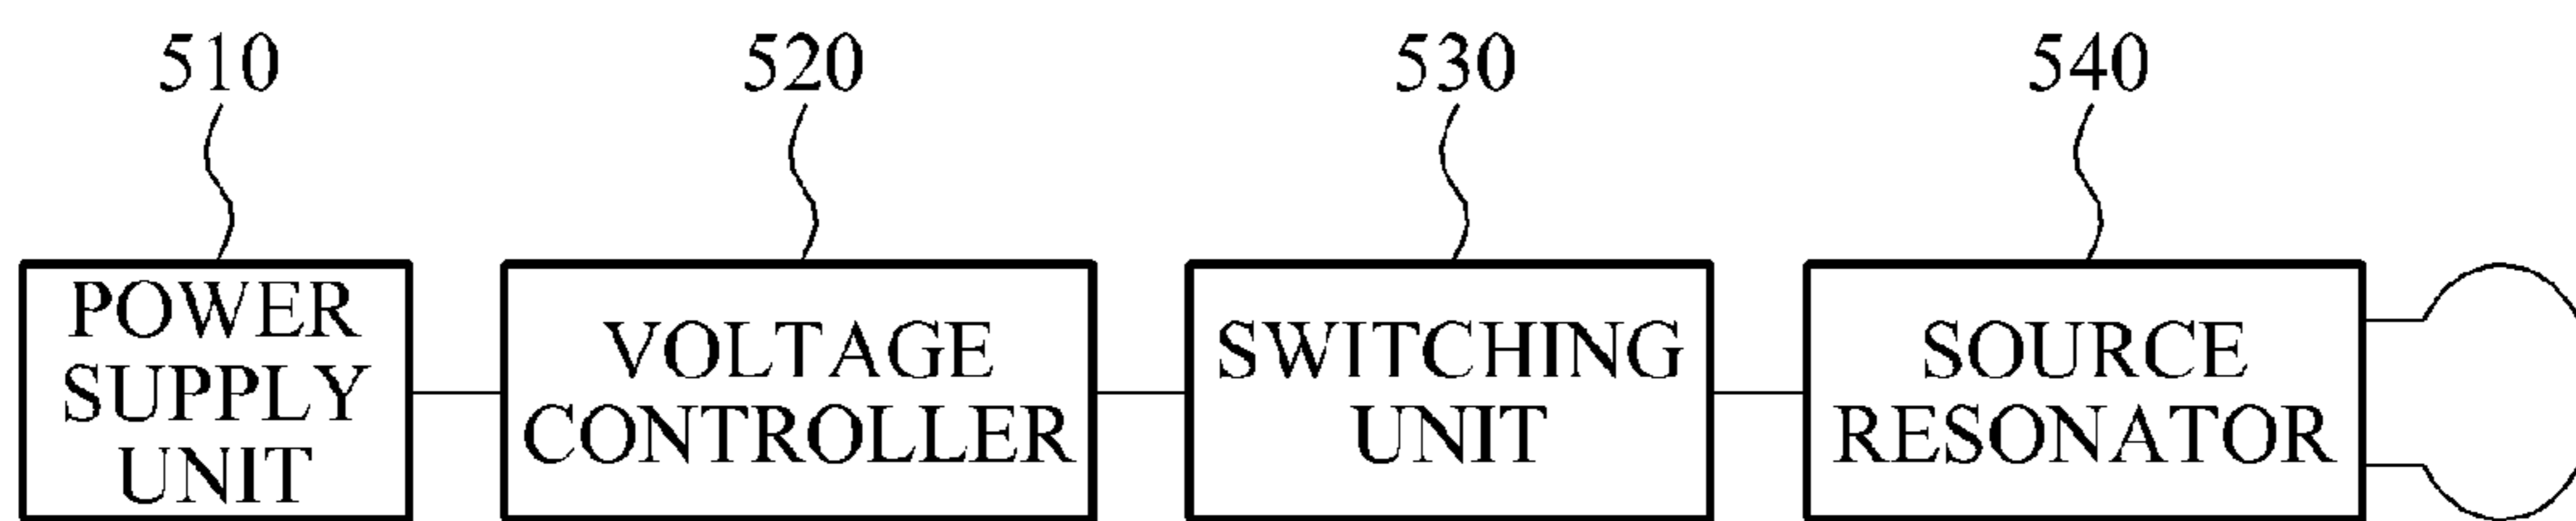 510
520
530
540
POWER
SUPPLY
UNIT
VOLTAGE
CONTROLLER
SWITCHING
UNIT
SOURCE
RESONATOR